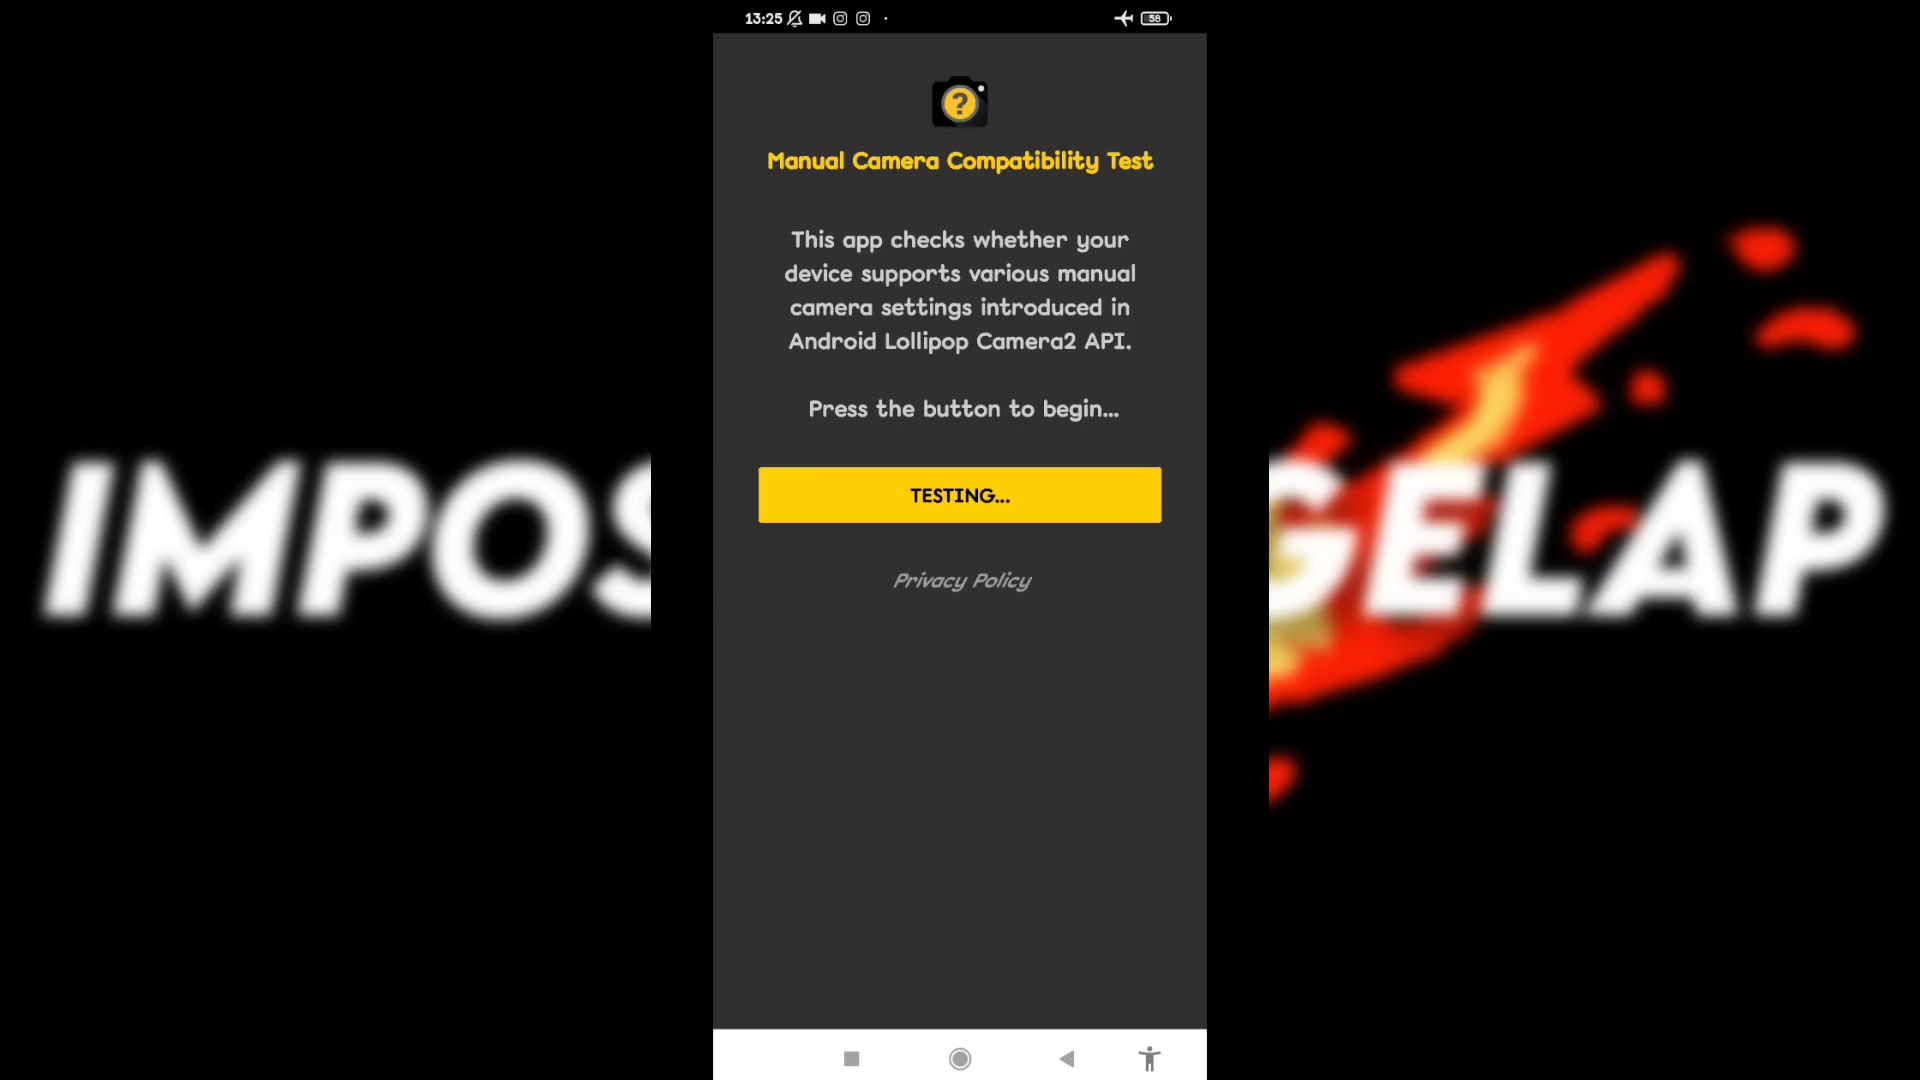 13:25
58
?
Manual Camera Compatibility Test
This app checks whether your
device supports various manual
camera settings introduced in
Android Lollipop Camera2 API.
Press the button to begin...
TESTING...
Privacy Policy
IMPOS
GELAP